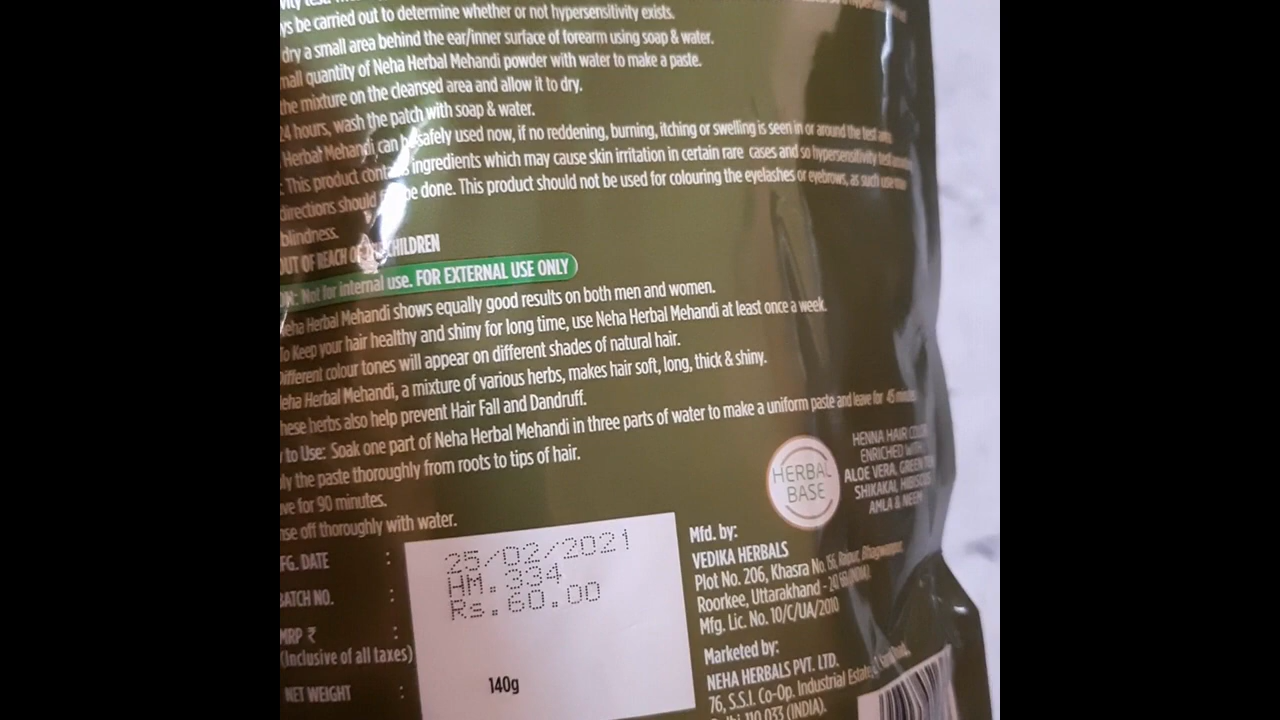 be carried out to determine whether or not hypersensitivity exists.
dry a small area behind the ear/inner surface of forearm using soap & water.
quantity of Neha Herbal Mehandi powder with water to make a paste.
the mixture on the cleansed area and allow it to dry.
24 hours, wash the patch with soap & water.
Herbal Mehandi can be safely used now, if no reddening, burning, itching or swelling is seen in or around the test
This product ingredients which may cause skin irritation in certain rare cases and so hypersensitivity test
directions should be done. This product should not be used for colouring the eyelashes or eyebrows, as such use
blindness.
OUT OF REACH CHILDREN
Not for internal use. FOR EXTERNAL USE ONLY
Neha Herbal Mehandi shows equally good results on both men and women.
To Keep your hair healthy and shiny for long time, use Neha Herbal Mehandi at least once a week.
Different colour tones will appear on different shades of natural hair.
Neha Herbal Mehandi, a mixture of various herbs, makes hair soft, long, thick & shiny.
These herbs also help prevent Hair Fall and Dandruff.
to Use: Soak one part of Neha Herbal Mehandi in three parts of water to make a uniform paste and leave for 45 minutes
the paste thoroughly from roots to tips of hair.
for 90 minutes.
off thoroughly with water.
HERBAL
BASE
HENNA HAIR
ENRICHED WITH
ALOE VERA, GREEN
SHIKAKAI, HIBISCUS
AMLA & NEEM
DATE : 25/02/2021
BATCH NO. : HM. 334
MRP ₹ : Rs. 60.00
(Inclusive of all taxes)
NET WEIGHT : 140g
Mfd. by:
VEDIKA HERBALS
Plot No. 206, Khasra No.
Roorkee, Uttarakhand -
Mfg. Lic. No. 10/C/UA/2010
Marketed by:
NEHA HERBALS PVT. LTD.
76, S.S.I. Co-Op. Industrial Estate,
110 033 (INDIA).